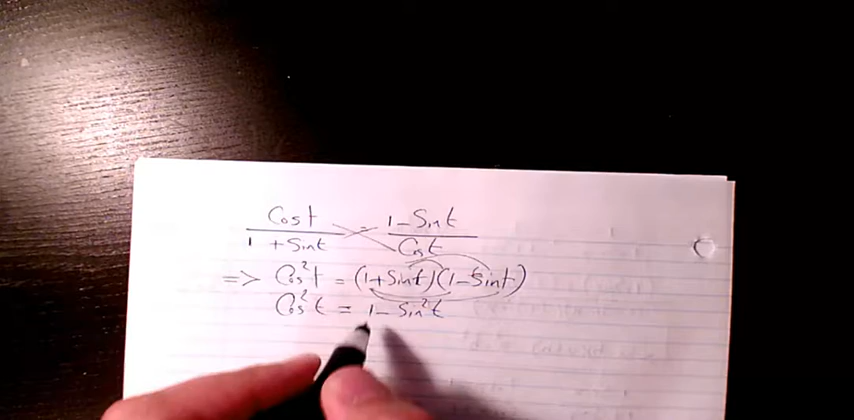 Cos t / 1 + Sin t = 1 - Sin t / Cos t
=> Cos²t = (1+Sin t)(1-Sin t)
Cos²t = 1 - Sin²t